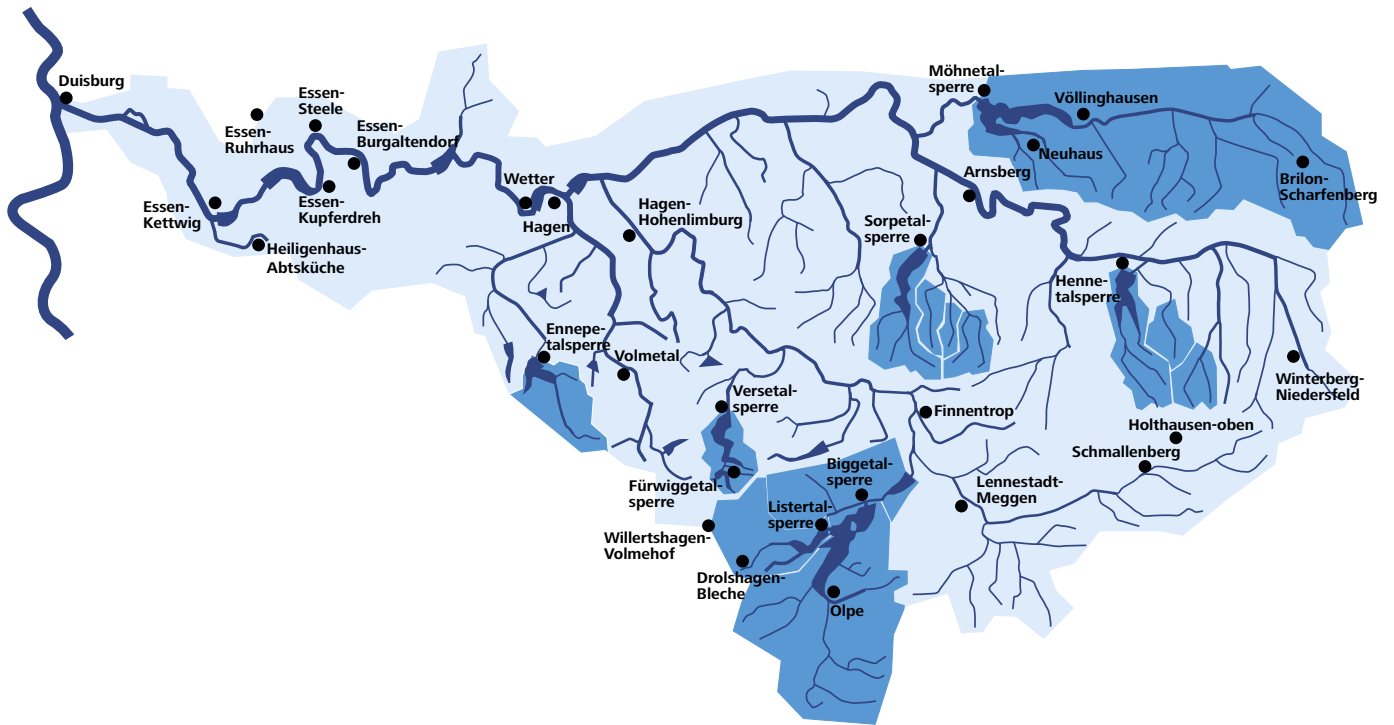 Duisburg
Essen-
Steele
Essen-
Ruhrhaus
Essen-
Burgaltendorf
Essen-
Kettwig
Essen-
Kupferdreh
Heiligenhaus-
Abtsküche
Wetter
Hagen
Hagen-
Hohenlimburg
Möhnetal-
sperre
Völlinghausen
Neuhaus
Arnsberg
Brilon-
Scharfenberg
Sorpetal-
sperre
Henne-
talsperre
Ennepe-
talsperre
Volmetal
Versetal-
sperre
Finnentrop
Winterberg-
Niedersfeld
Holthausen-oben
Schmallenberg
Fürwiggetal-
sperre
Biggetal-
sperre
Listertal-
sperre
Lennestadt-
Meggen
Willertshagen-
Volmehof
Drolshagen-
Bleche
Olpe